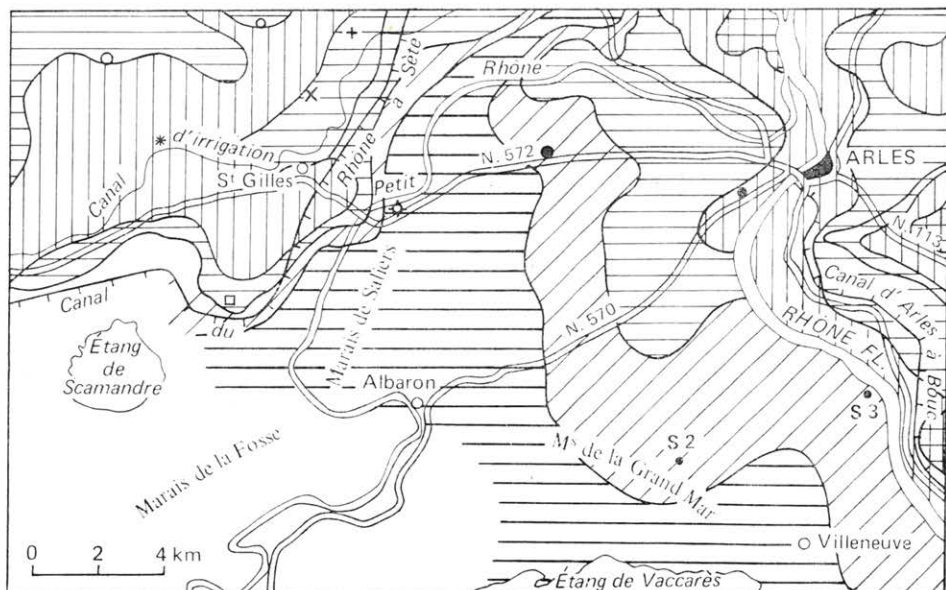 Rhône
à
Sète
Rhône
Canal
d'irrigation
St Gilles
Petit
N. 572
ARLES
N. 113
Canal
du
Rhône
Marais de Saliers
N. 570
Canal d'Arles
à
Bouc
RHÔNE FL.
Étang
de
Scamandre
Albaron
S 3
S 2
Marais de la Fosse
Ms de la Grand Mar
Villeneuve
0 2 4 km
Étang de Vaccarès